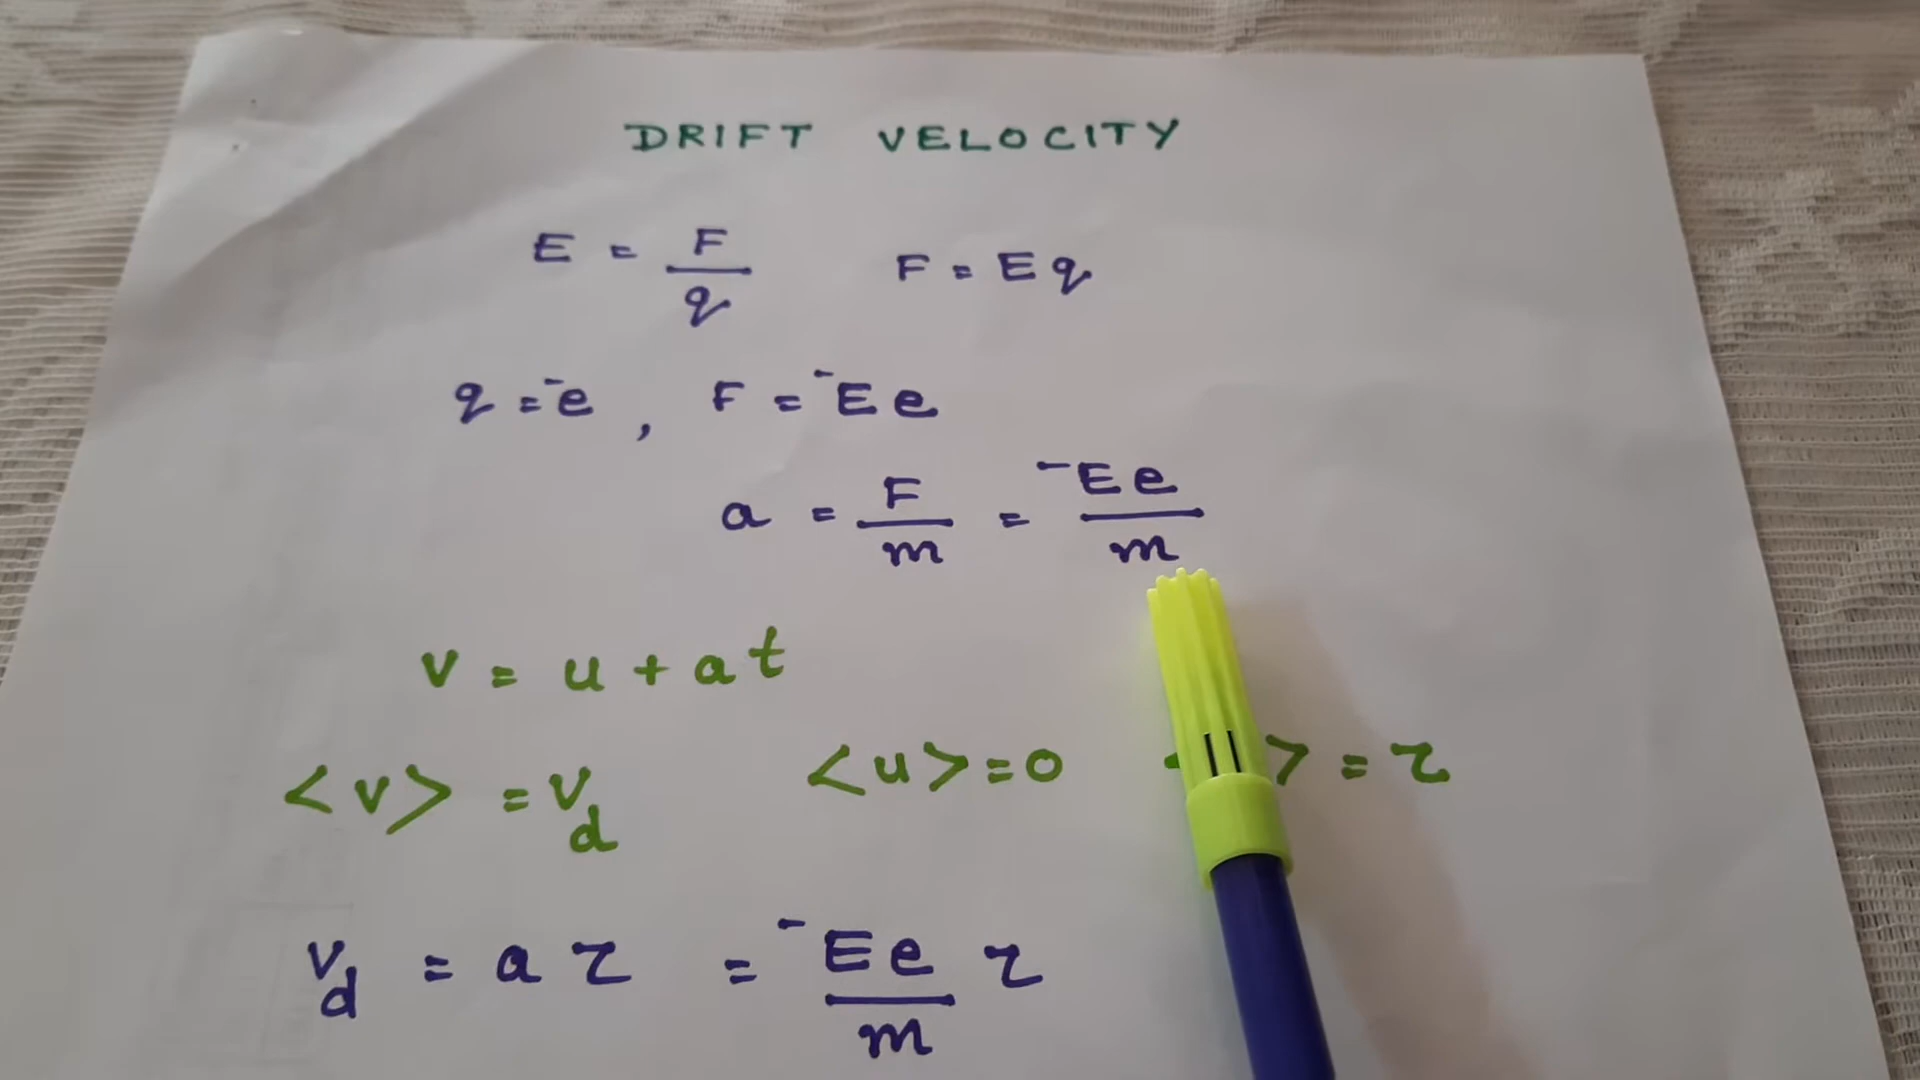 DRIFT VELOCITY
E = F/q F = Eq
q = -e , F = -Ee
a = F/m = -Ee/m
v = u + at
<v> = v_d <u> = 0 > = τ
v_d = aτ = -Ee/m τ